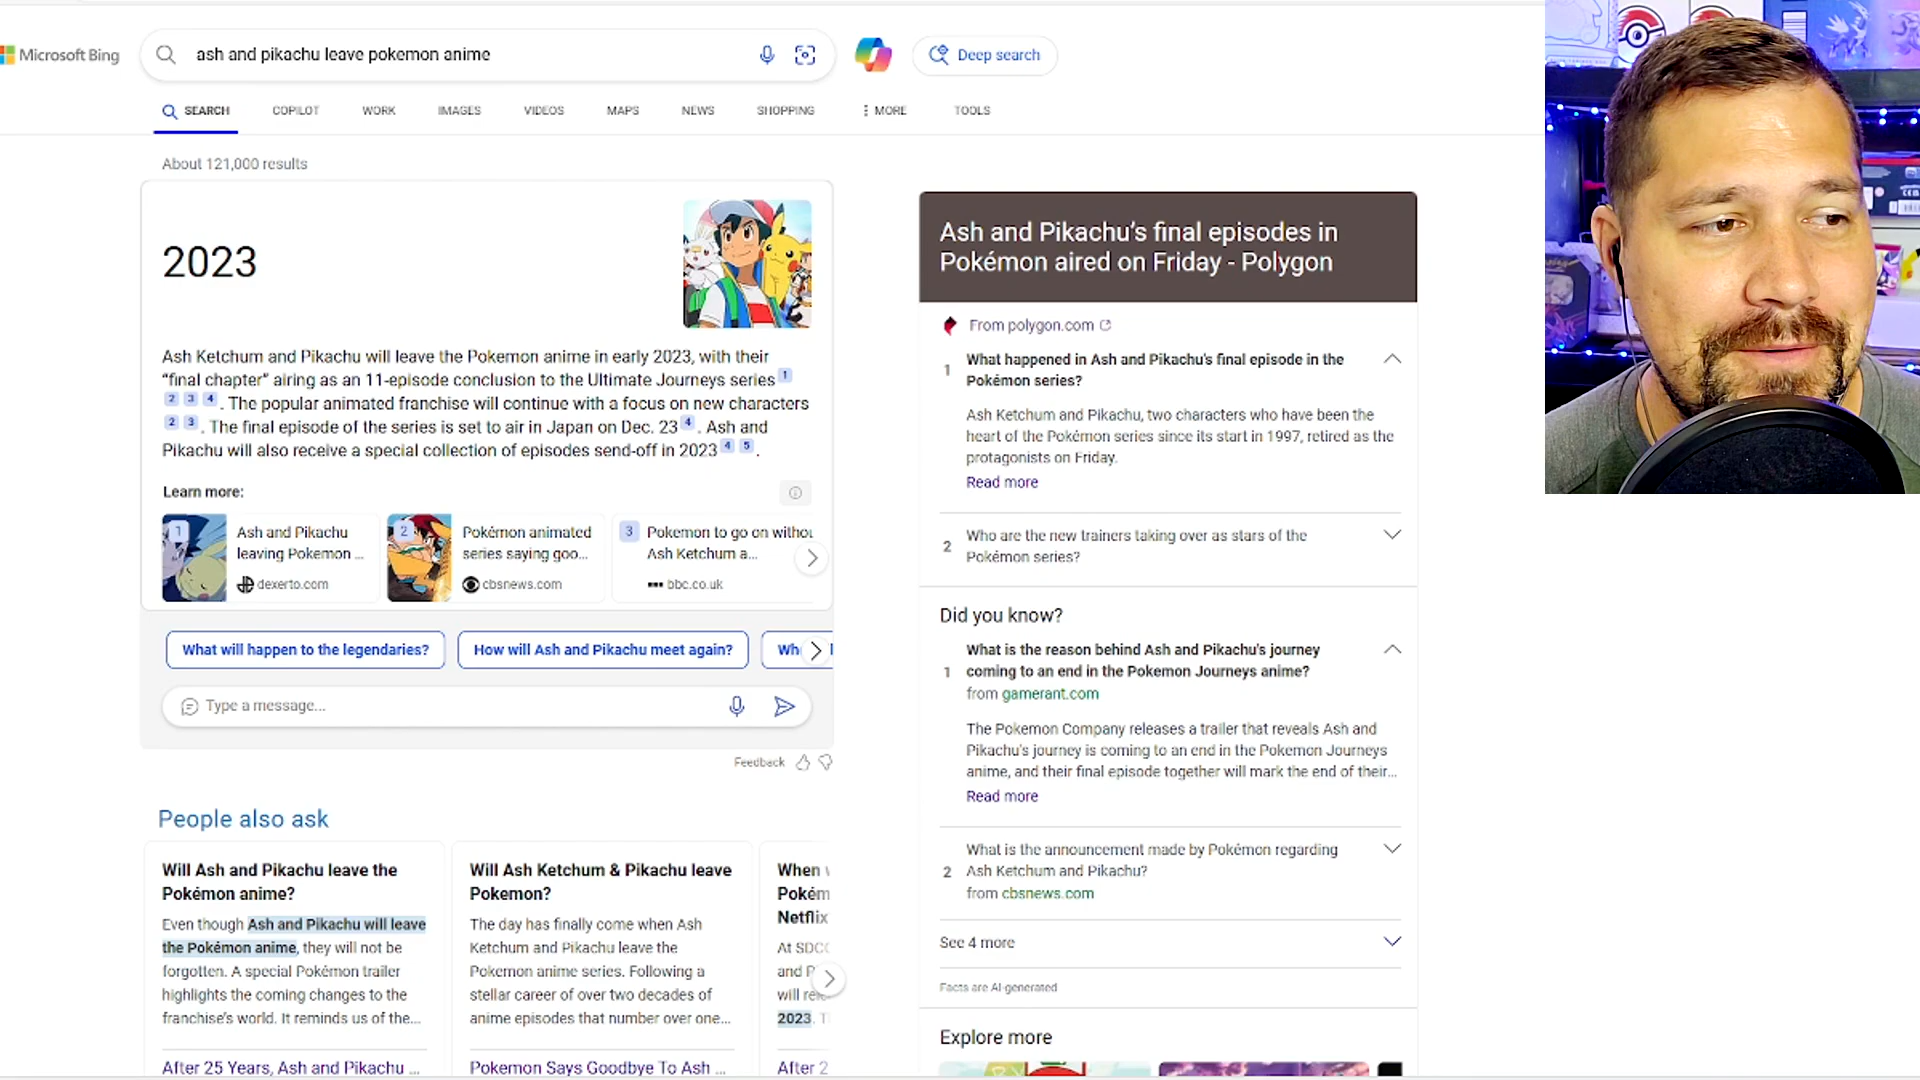 Microsoft Bing
ash and pikachu leave pokemon anime
Deep search
SEARCH
COPILOT
WORK
IMAGES
VIDEOS
MAPS
NEWS
SHOPPING
MORE
TOOLS
About 121,000 results
2023
Ash Ketchum and Pikachu will leave the Pokemon anime in early 2023, with their
“final chapter” airing as an 11-episode conclusion to the Ultimate Journeys series 1
2 3 4 . The popular animated franchise will continue with a focus on new characters
2 3 . The final episode of the series is set to air in Japan on Dec. 23 4 . Ash and
Pikachu will also receive a special collection of episodes send-off in 2023 4 5 .
Learn more:
1
Ash and Pikachu
leaving Pokemon ...
dexerto.com
2
Pokémon animated
series saying goo...
cbsnews.com
3
Pokemon to go on withou
Ash Ketchum a...
bbc.co.uk
What will happen to the legendaries?
How will Ash and Pikachu meet again?
Wh
Type a message...
Feedback
People also ask
Will Ash and Pikachu leave the
Pokémon anime?
Even though Ash and Pikachu will leave
the Pokémon anime, they will not be
forgotten. A special Pokémon trailer
highlights the coming changes to the
franchise's world. It reminds us of the...
After 25 Years, Ash and Pikachu ...
Will Ash Ketchum & Pikachu leave
Pokemon?
The day has finally come when Ash
Ketchum and Pikachu leave the
Pokemon anime series. Following a
stellar career of over two decades of
anime episodes that number over one...
Pokemon Says Goodbye To Ash ...
When
Pokém
Netflix
At SDCC
and P
will rele
2023. T
After 2
Ash and Pikachu’s final episodes in
Pokémon aired on Friday - Polygon
From polygon.com
1
What happened in Ash and Pikachu's final episode in the
Pokémon series?
Ash Ketchum and Pikachu, two characters who have been the
heart of the Pokémon series since its start in 1997, retired as the
protagonists on Friday.
Read more
2
Who are the new trainers taking over as stars of the
Pokémon series?
Did you know?
1
What is the reason behind Ash and Pikachu's journey
coming to an end in the Pokemon Journeys anime?
from gamerant.com
The Pokemon Company releases a trailer that reveals Ash and
Pikachu's journey is coming to an end in the Pokemon Journeys
anime, and their final episode together will mark the end of their...
Read more
2
What is the announcement made by Pokémon regarding
Ash Ketchum and Pikachu?
from cbsnews.com
See 4 more
Facts are AI-generated
Explore more